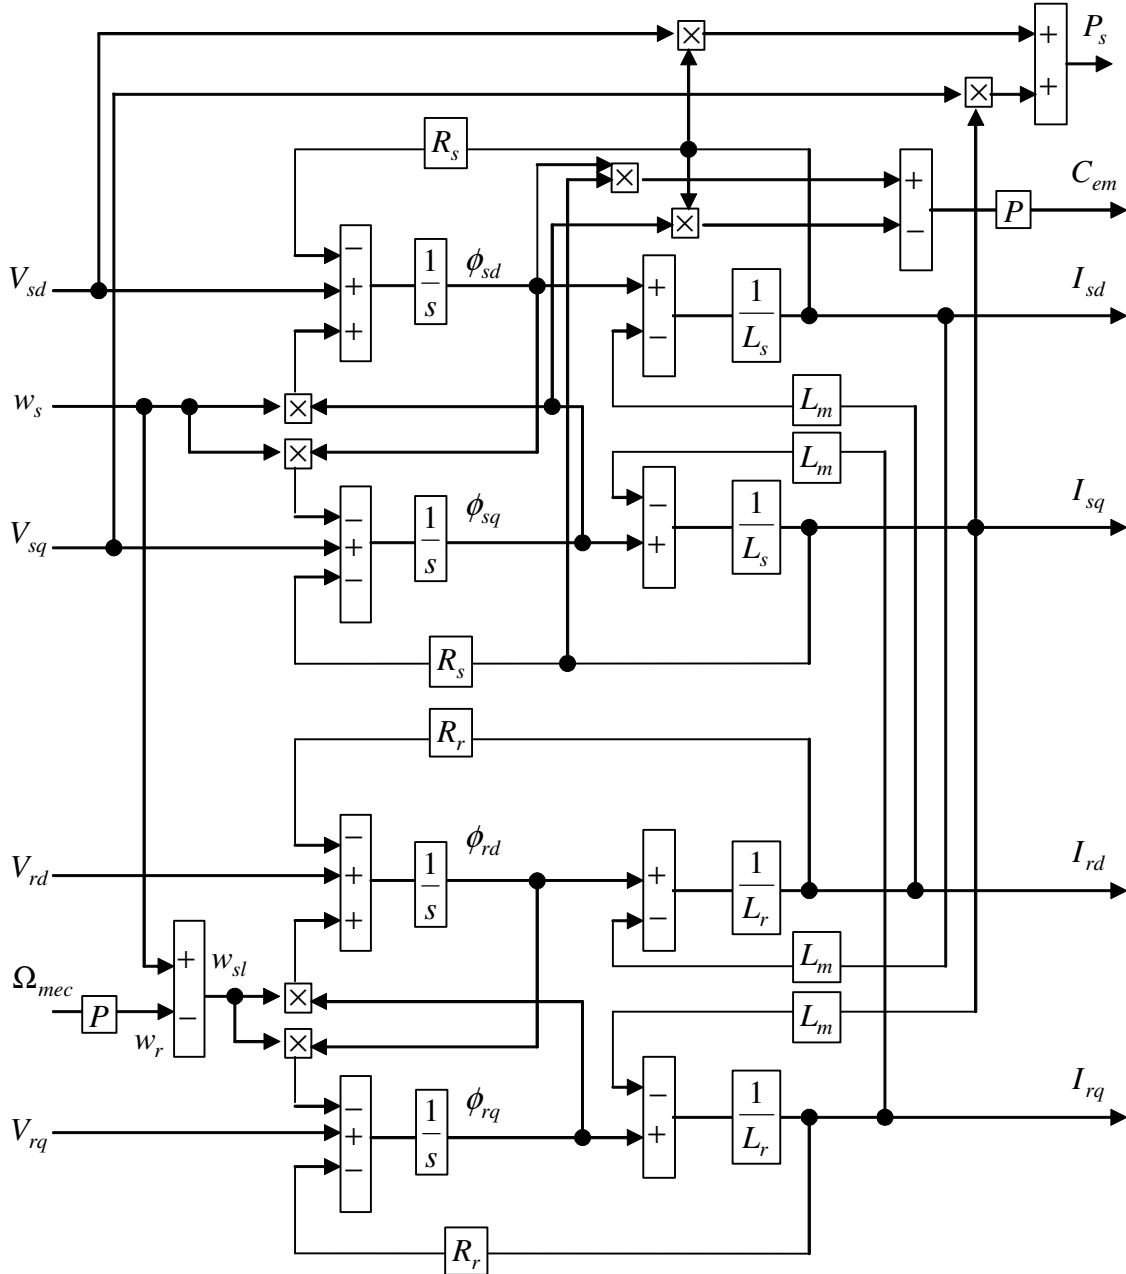 × + P_s
× +
R_s
× + C_em
× − P
− ϕ_sd
V_sd + 1/s + 1/L_s I_sd
+ −
w_s × L_m
× L_m
− ϕ_sq − I_sq
V_sq + 1/s + 1/L_s
−
R_s
R_r
− ϕ_rd I_rd
V_rd + 1/s + 1/L_r
+ −
+ w_sl L_m
Ω_mec P − × L_m
w_r ×
− ϕ_rq − I_rq
V_rq + 1/s + 1/L_r
−
R_r